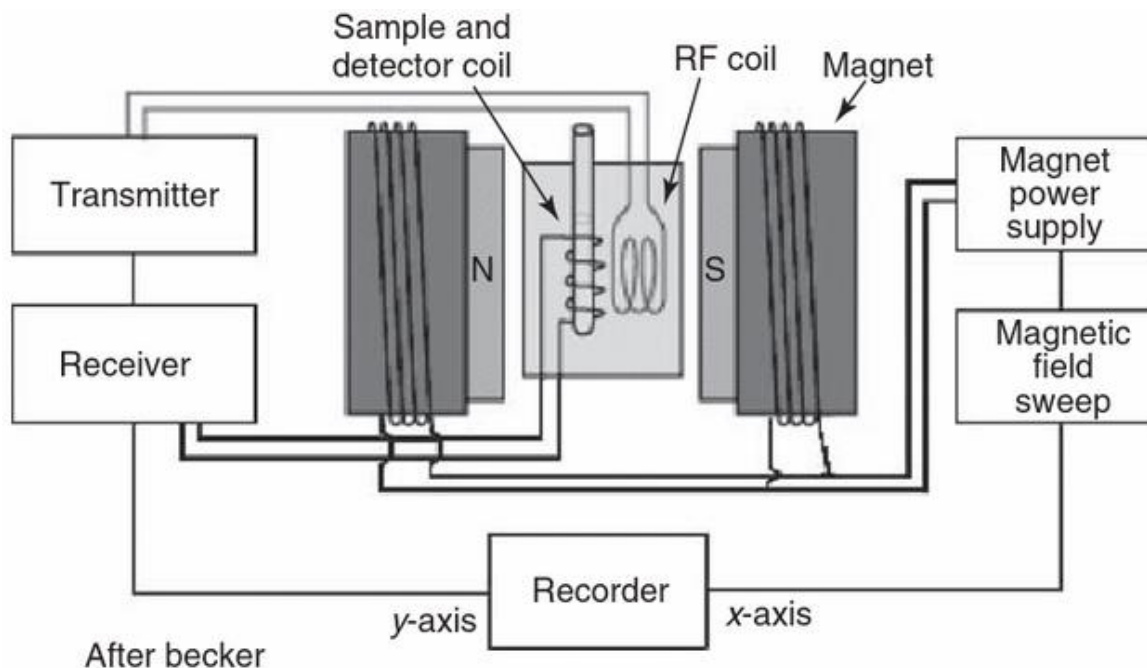 Sample and
detector coil
RF coil
Magnet
Transmitter
N
S
Magnet
power
supply
Receiver
Magnetic
field
sweep
Recorder
y-axis
x-axis
After becker